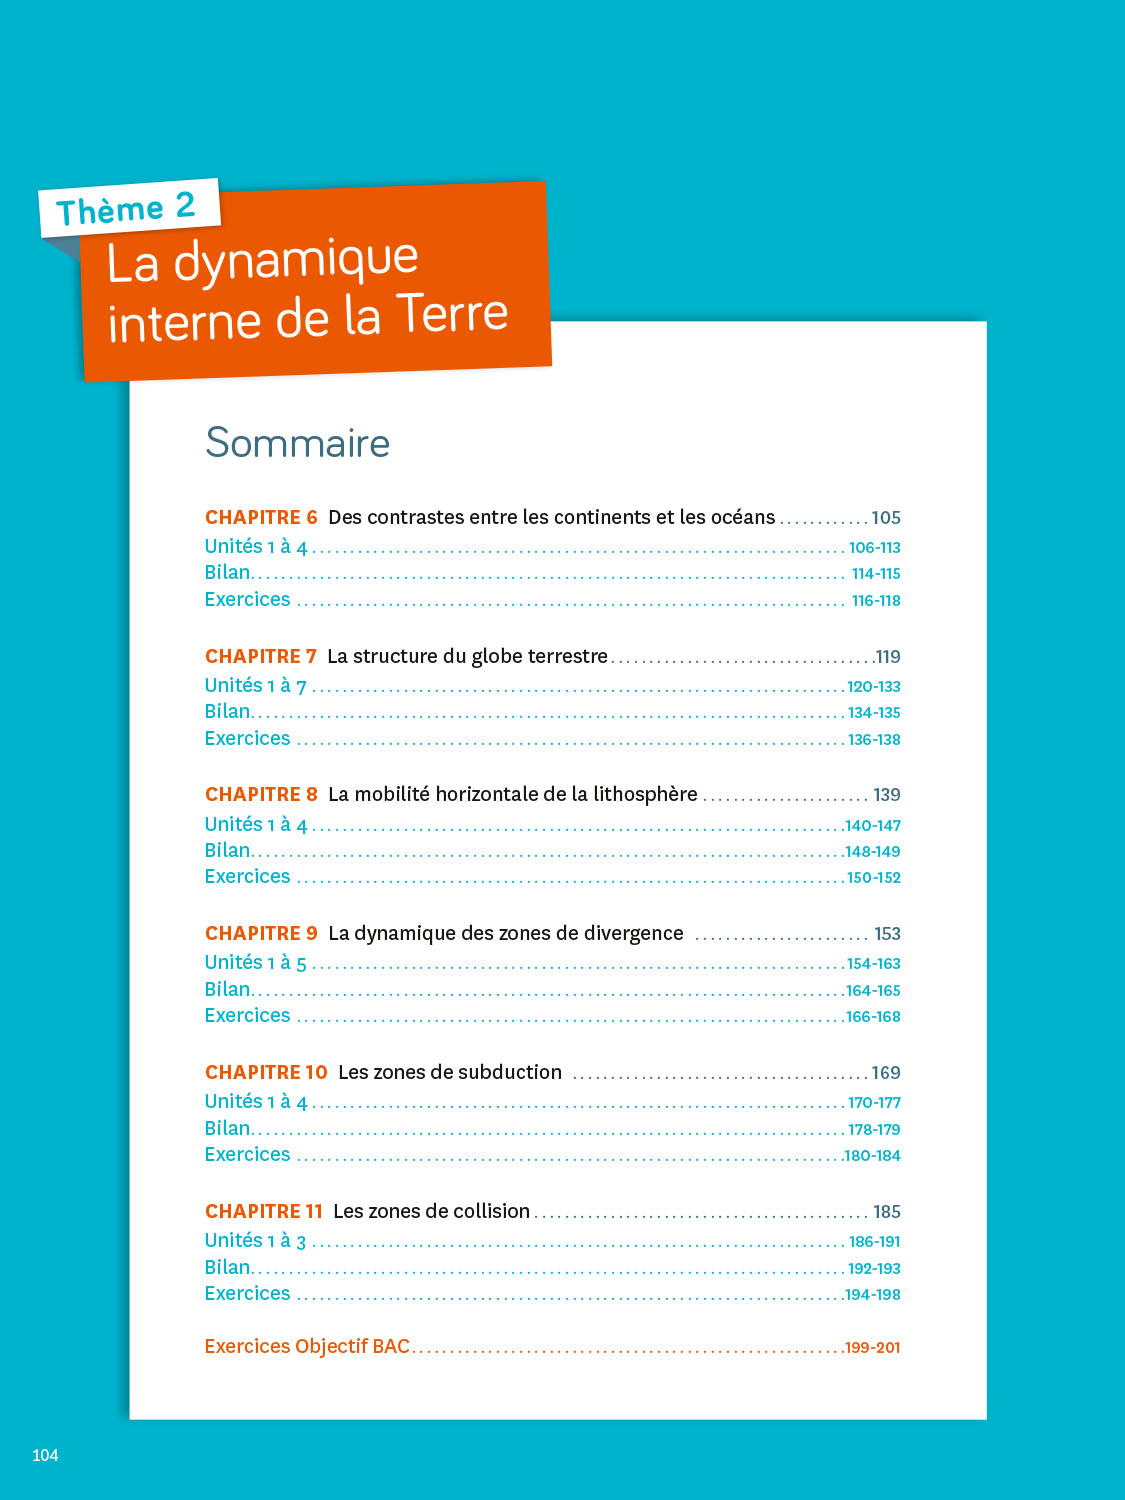 Thème 2
La dynamique
interne de la Terre
Sommaire
CHAPITRE 6 Des contrastes entre les continents et les océans ............ 105
Unités 1 à 4 ...................................................................... 106-113
Bilan.............................................................................. 114-115
Exercices ........................................................................ 116-118
CHAPITRE 7 La structure du globe terrestre...................................119
Unités 1 à 7 ......................................................................120-133
Bilan..............................................................................134-135
Exercices ........................................................................136-138
CHAPITRE 8 La mobilité horizontale de la lithosphère ...................... 139
Unités 1 à 4 ......................................................................140-147
Bilan..............................................................................148-149
Exercices ........................................................................150-152
CHAPITRE 9 La dynamique des zones de divergence ....................... 153
Unités 1 à 5 ......................................................................154-163
Bilan..............................................................................164-165
Exercices ........................................................................166-168
CHAPITRE 10 Les zones de subduction ....................................... 169
Unités 1 à 4 ......................................................................170-177
Bilan..............................................................................178-179
Exercices ........................................................................180-184
CHAPITRE 11 Les zones de collision ............................................ 185
Unités 1 à 3 ......................................................................186-191
Bilan..............................................................................192-193
Exercices ........................................................................194-198
Exercices Objectif BAC.........................................................199-201
104